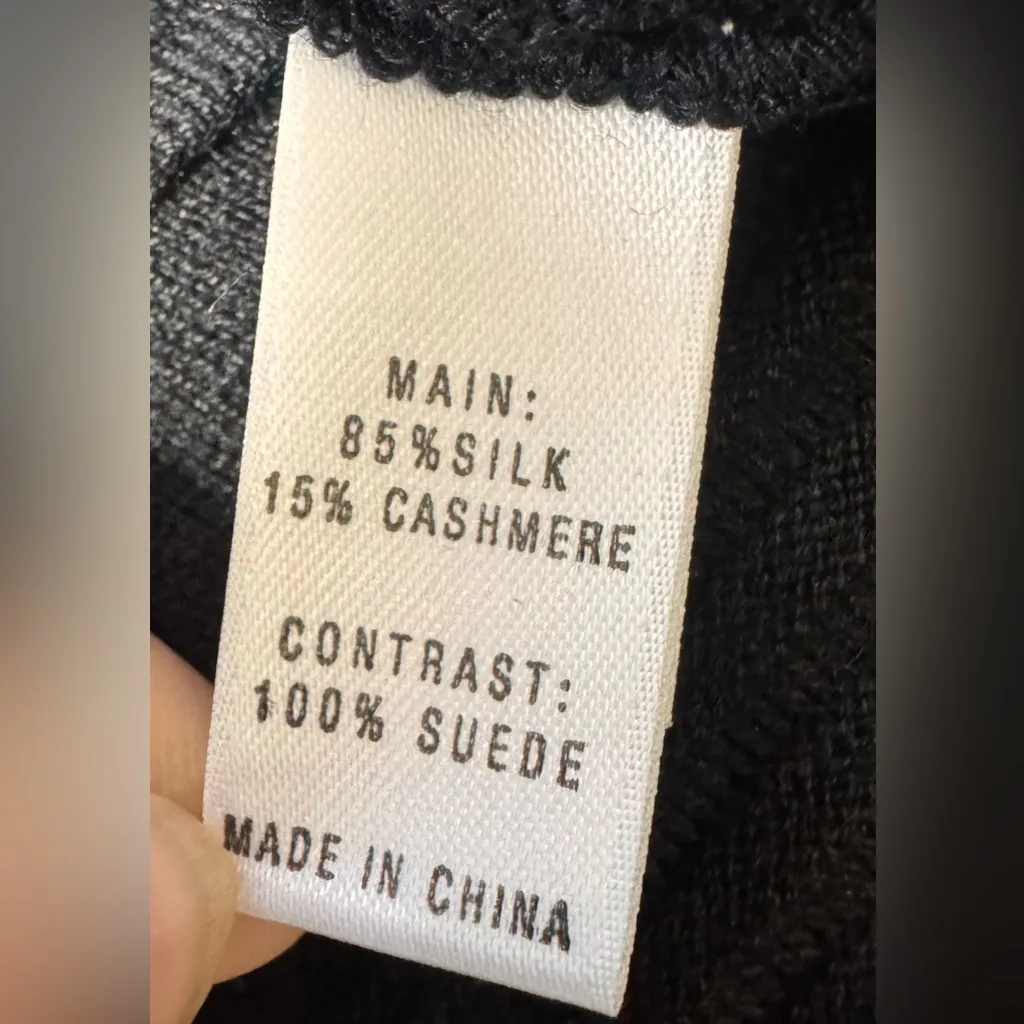 MAIN:
85%SILK
15% CASHMERE
CONTRAST:
100% SUEDE
MADE IN CHINA